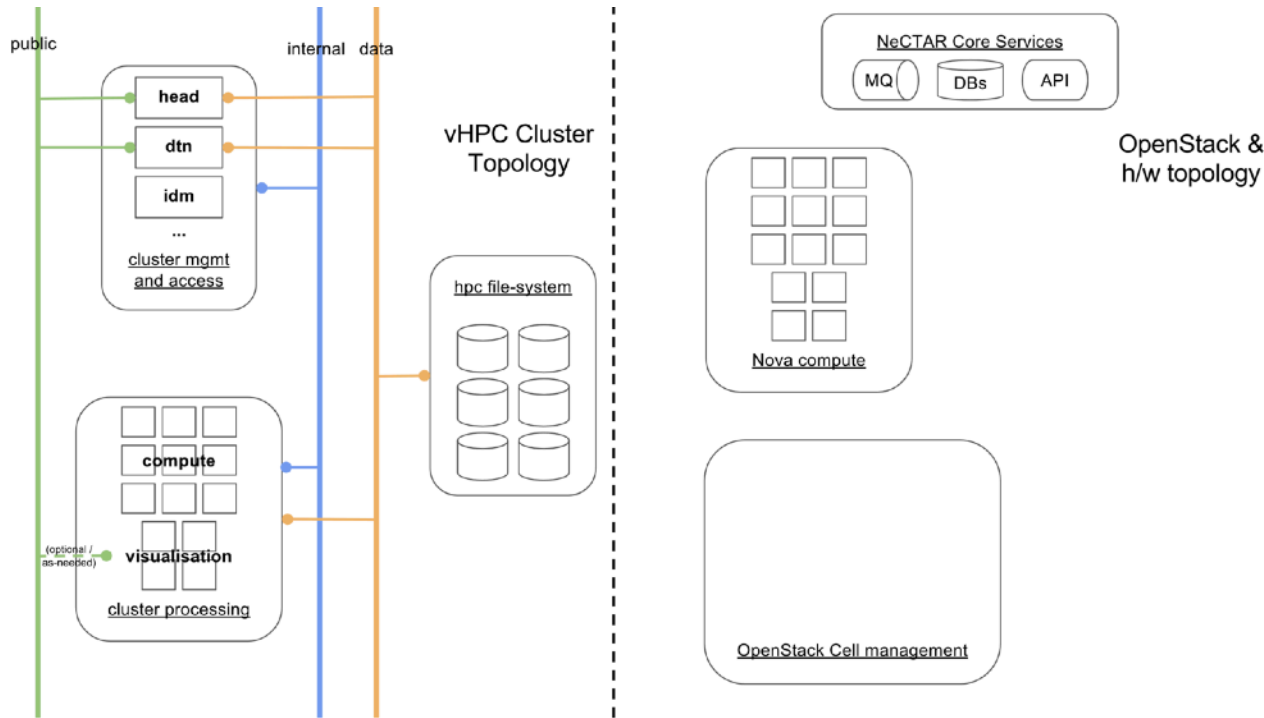 public
internal
data
head
dtn
idm
...
cluster mgmt
and access
vHPC Cluster
Topology
hpc file-system
compute
(optional /
as-needed)
visualisation
cluster processing
NeCTAR Core Services
MQ
DBs
API
OpenStack &
h/w topology
Nova compute
OpenStack Cell management